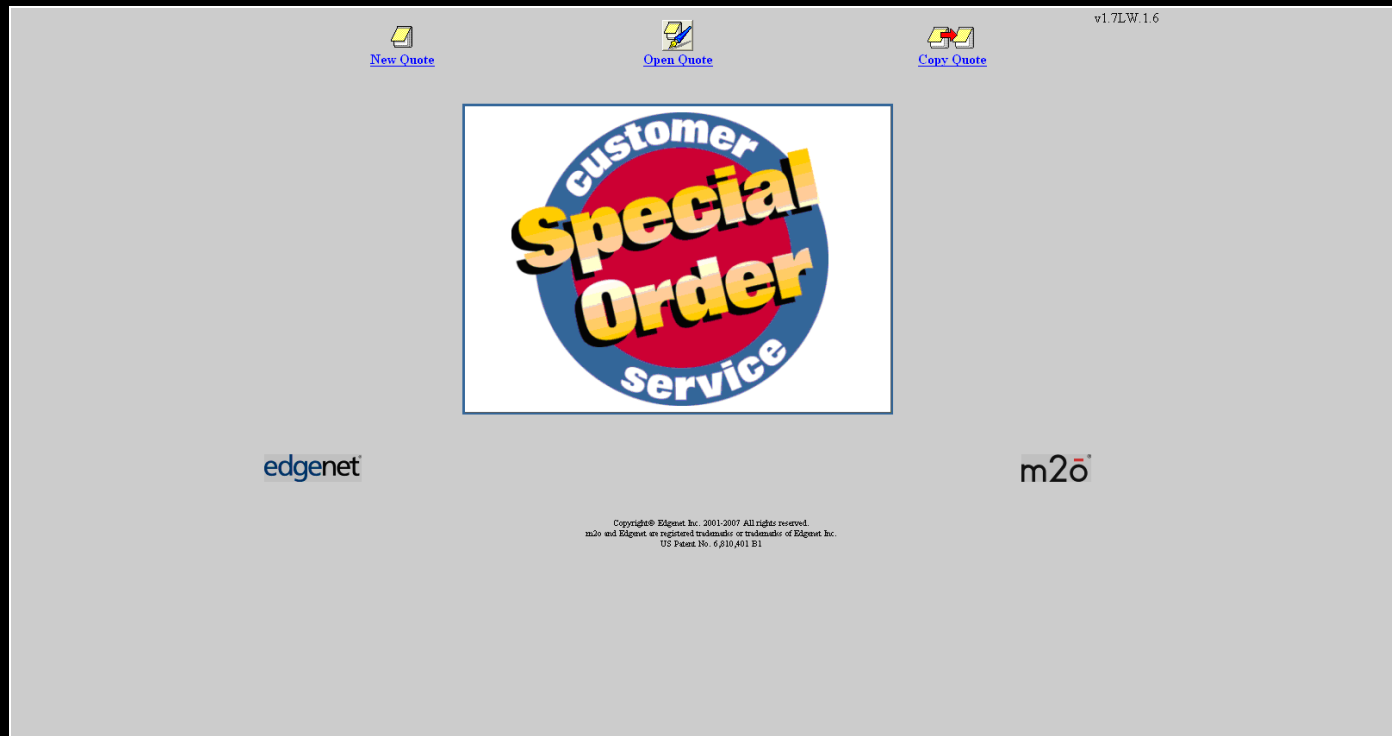 v1.7LW.1.6
New Quote
Open Quote
Copy Quote
customer
Special
Order
service
edgenet®
m2ō®
Copyright© Edgenet Inc. 2001-2007 All rights reserved.
m2o and Edgenet are registered trademarks or trademarks of Edgenet Inc.
US Patent No. 6,810,401 B1